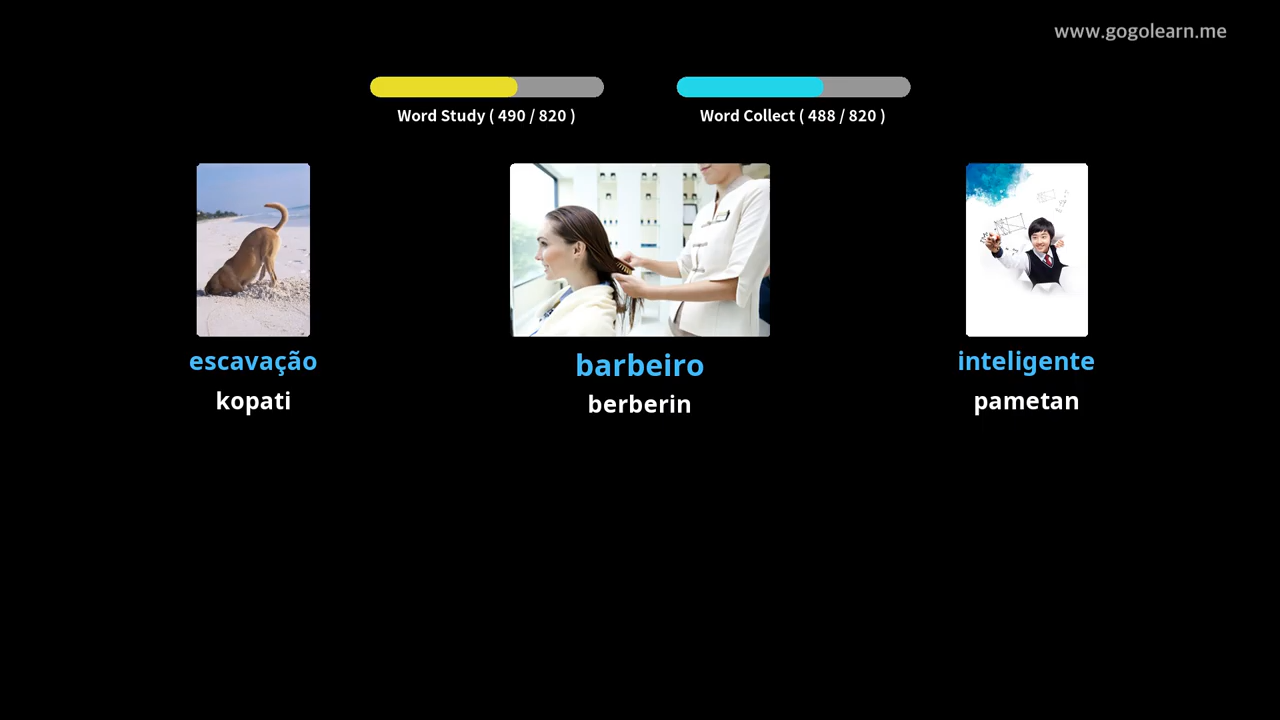 www.gogolearn.me
Word Study ( 490 / 820 )
Word Collect ( 488 / 820 )
escavação
kopati
barbeiro
berberin
inteligente
pametan